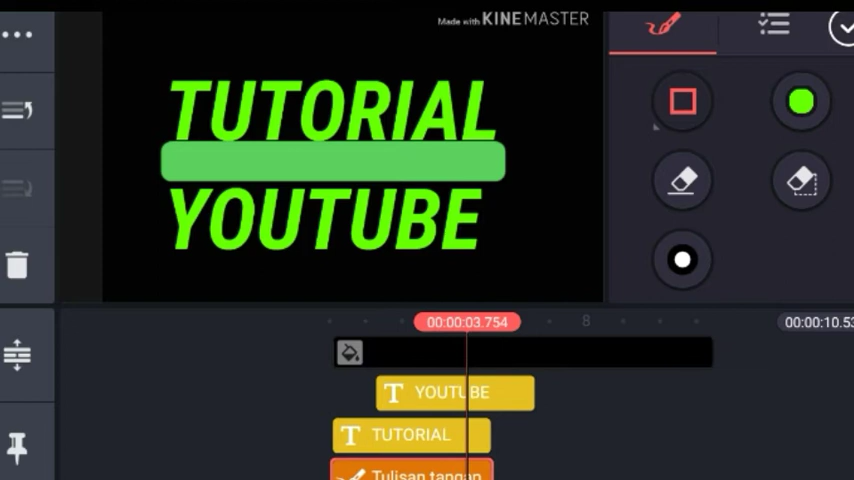 Made with KINEMASTER
TUTORIAL
YOUTUBE
00:00:03.754
8
00:00:10.53
YOUTUBE
TUTORIAL
Tulisan tangan